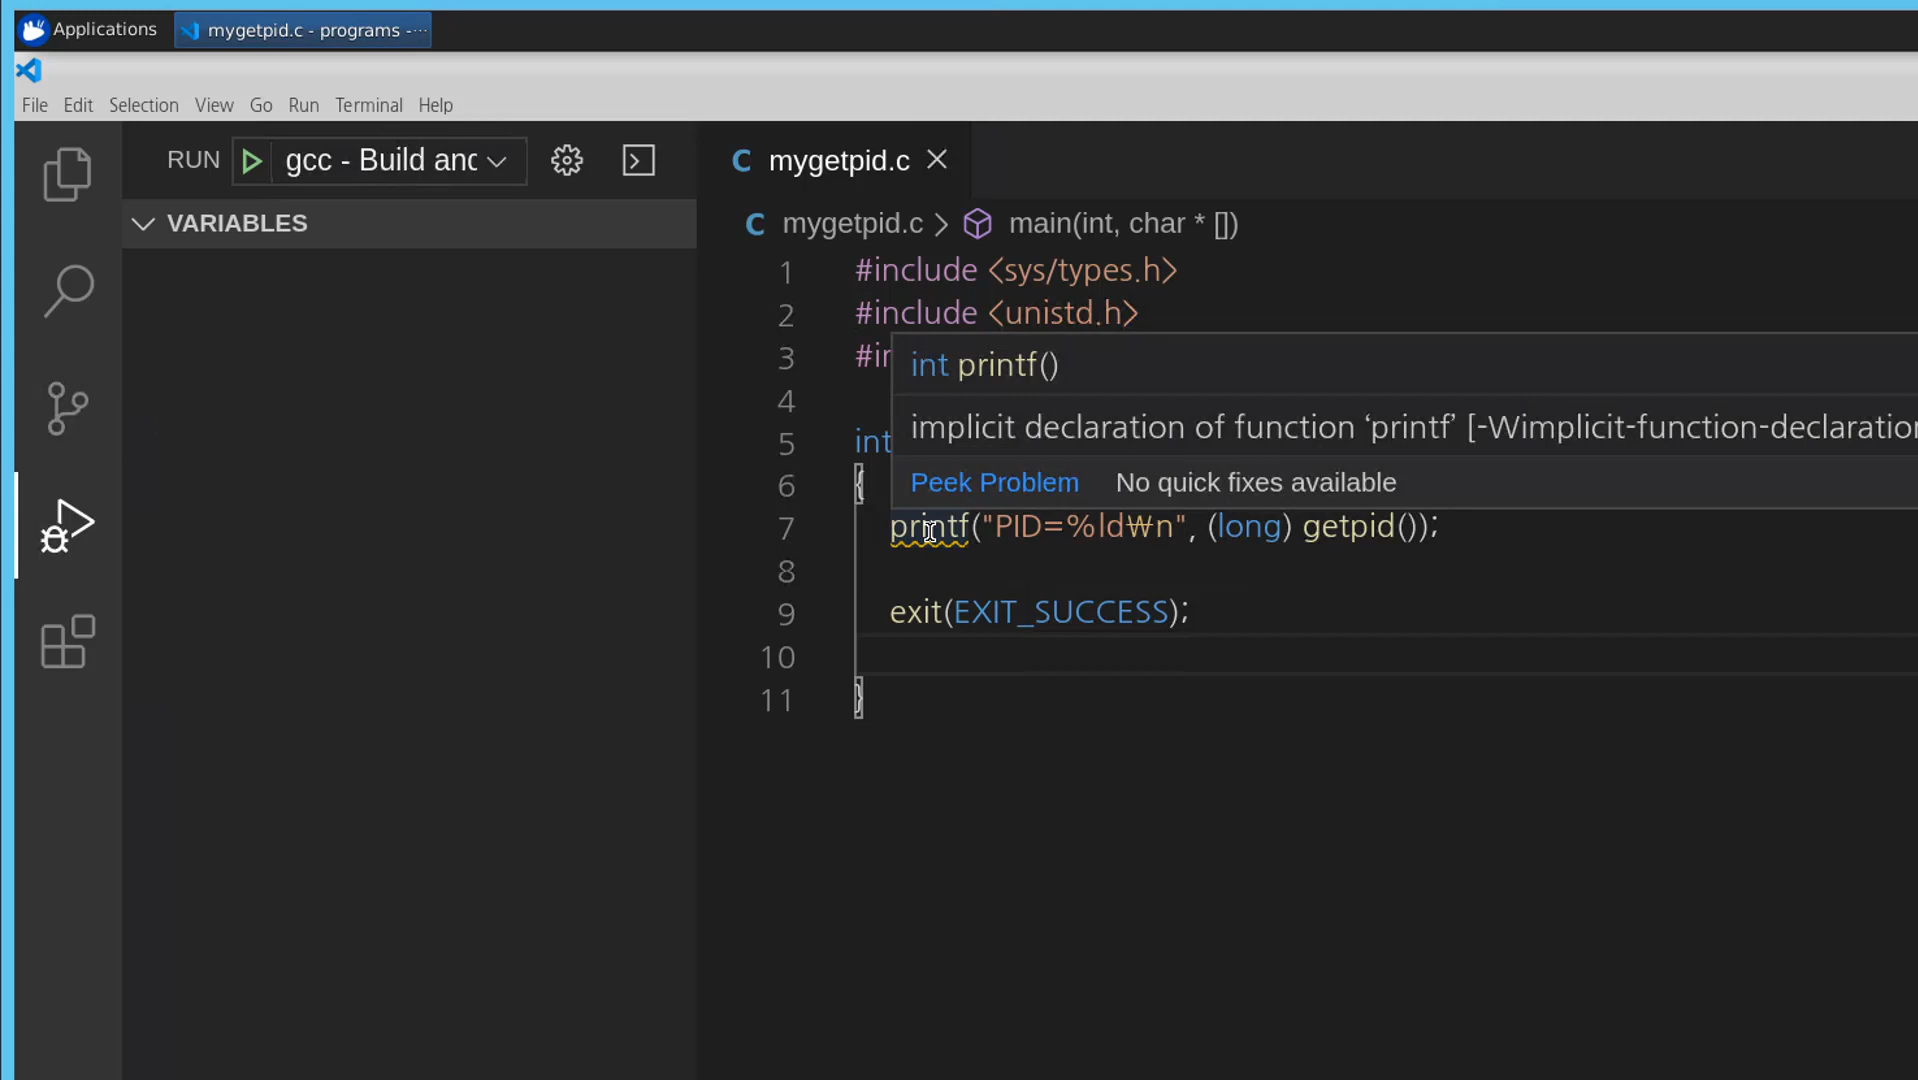 Applications
mygetpid.c - programs -···
File Edit Selection View Go Run Terminal Help
RUN gcc - Build and
VARIABLES
C mygetpid.c
C mygetpid.c > main(int, char * [])
1 #include <sys/types.h>
2 #include <unistd.h>
3 #in
int printf()
4
implicit declaration of function ‘printf’ [-Wimplicit-function-declaration
5 int
6 {
Peek Problem No quick fixes available
7 printf("PID=%ld₩n", (long) getpid());
8
9 exit(EXIT_SUCCESS);
10
11 }